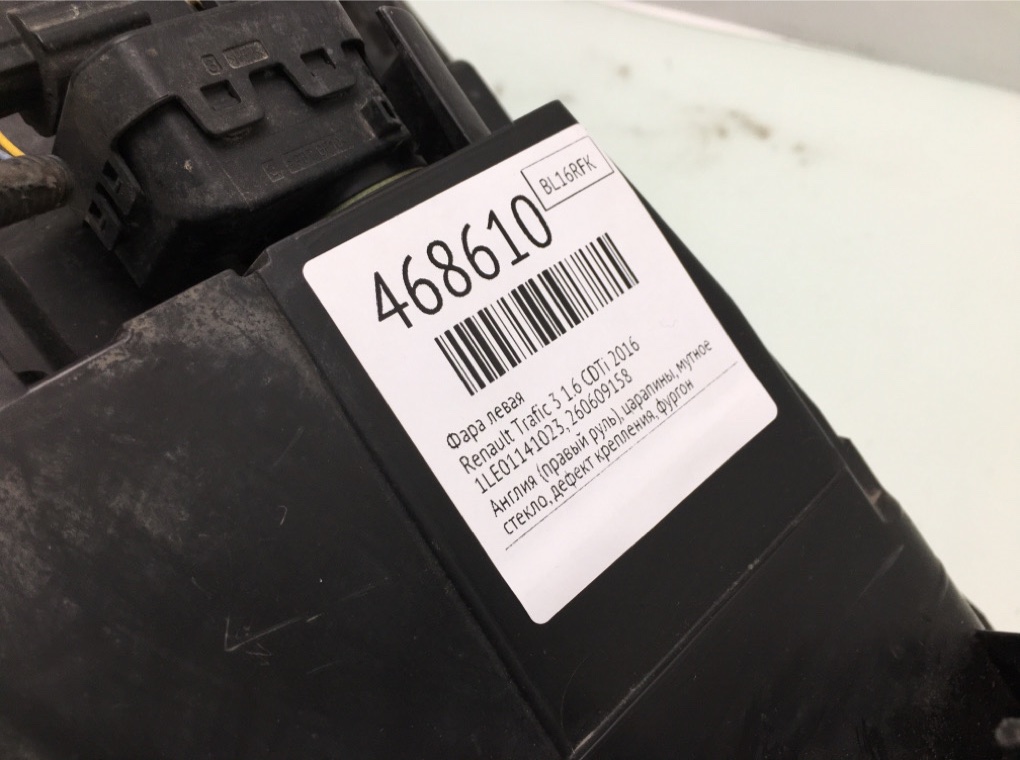 BL16RFK
468610
Фара левая
Renault Trafic 3 1.6 CDTi 2016
1LE01141023, 260609158
Англия (правый руль), царапины, мутное
стекло, дефект крепления, фургон